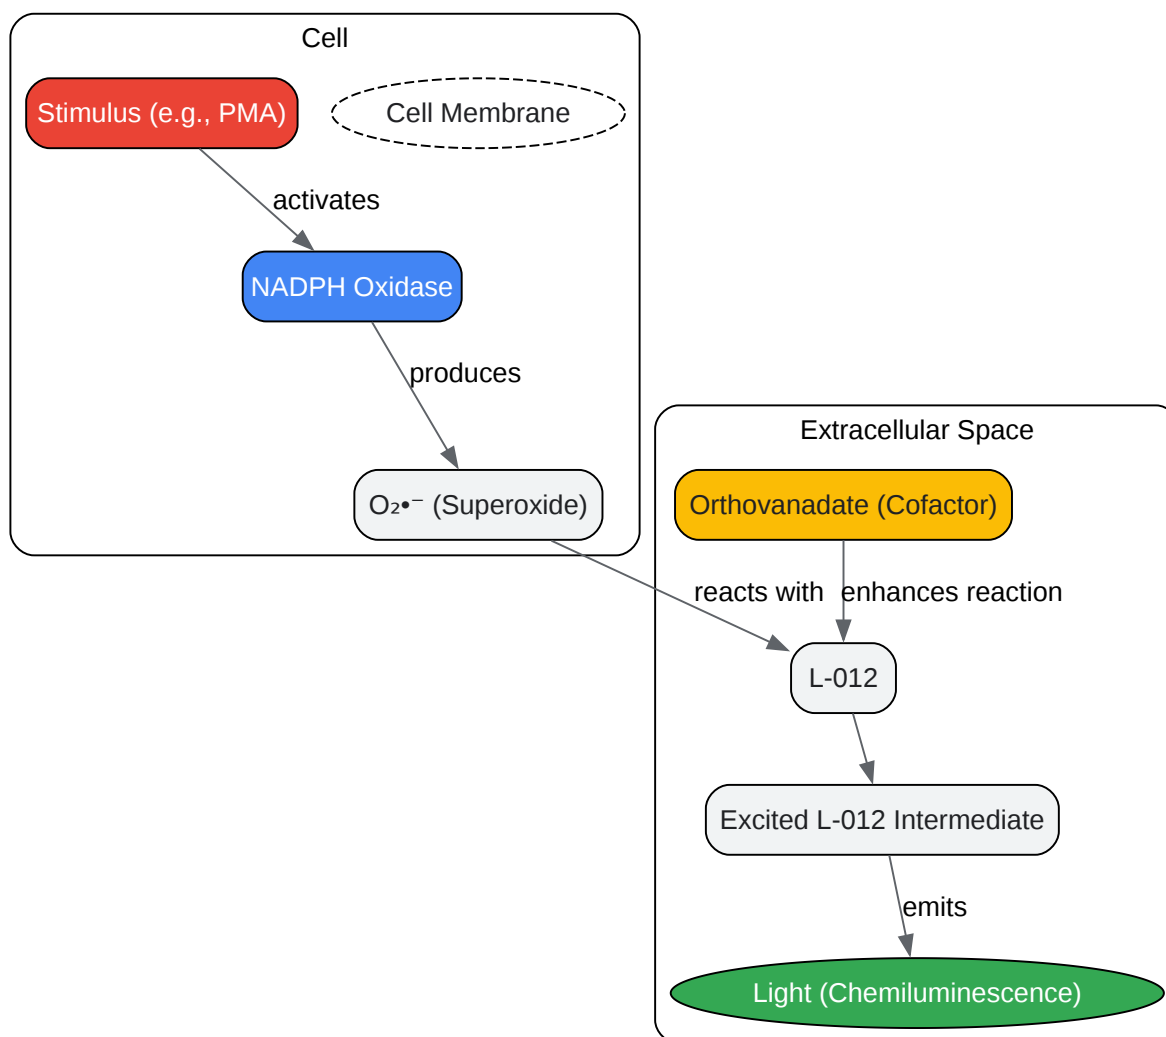 Cell
Stimulus (e.g., PMA)
Cell Membrane
activates
NADPH Oxidase
produces
O₂•⁻ (Superoxide)
Extracellular Space
Orthovanadate (Cofactor)
reacts with
enhances reaction
L-012
Excited L-012 Intermediate
emits
Light (Chemiluminescence)